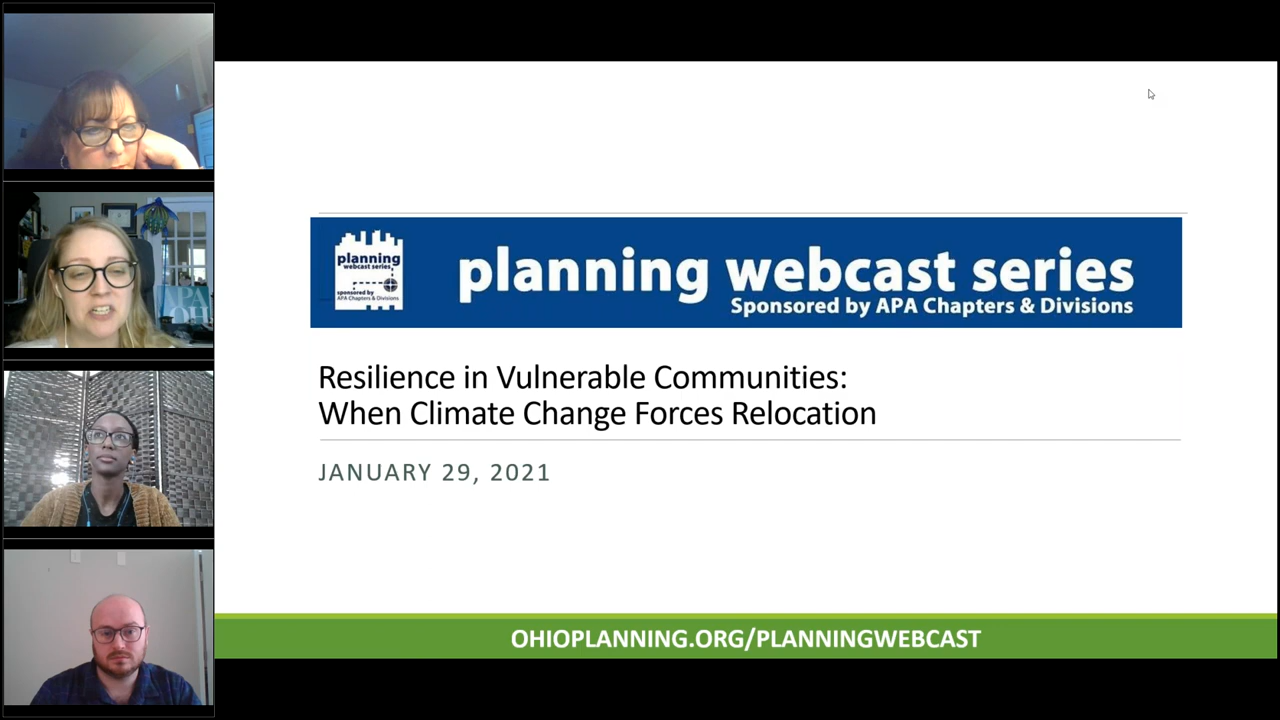 planning
webcast series
sponsored by
APA Chapters & Divisions
planning webcast series
Sponsored by APA Chapters & Divisions
Resilience in Vulnerable Communities:
When Climate Change Forces Relocation
JANUARY 29, 2021
OHIOPLANNING.ORG/PLANNINGWEBCAST